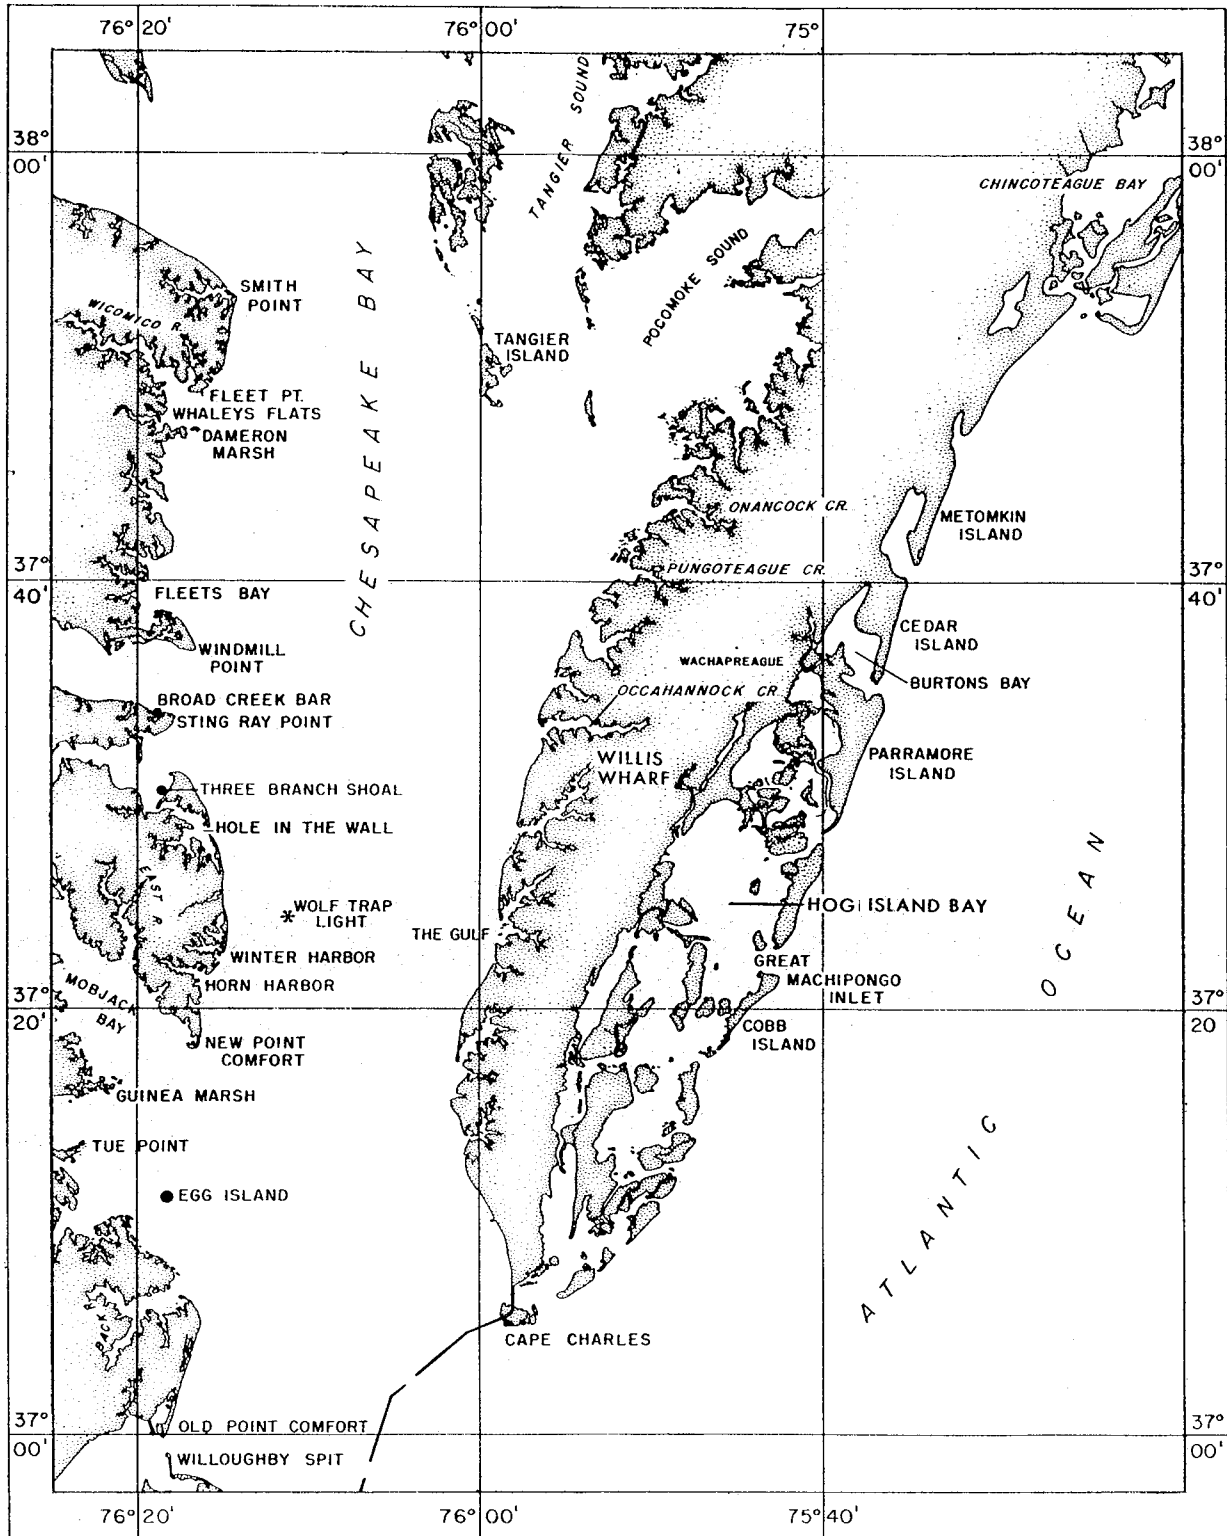 76°20'
76°00'
75°
38°
00'
38°
00'
TANGIER SOUND
CHINCOTEAGUE BAY
CHESAPEAKE BAY
SMITH
POINT
POCOMOKE SOUND
WICOMICO R.
TANGIER
ISLAND
FLEET PT.
WHALEYS FLATS
DAMERON
MARSH
ONANCOCK CR.
METOMKIN
ISLAND
37°
40'
PUNGOTEAGUE CR.
37°
40'
FLEETS BAY
CEDAR
ISLAND
WINDMILL
POINT
WACHAPREAGUE
BURTONS BAY
OCCAHANNOCK CR.
BROAD CREEK BAR
STING RAY POINT
WILLIS
WHARF
PARRAMORE
ISLAND
THREE BRANCH SHOAL
HOLE IN THE WALL
EAST R.
WOLF TRAP
LIGHT
HOG ISLAND BAY
THE GULF
WINTER HARBOR
GREAT
MACHIPONGO
INLET
HORN HARBOR
MOBJACK
BAY
37°
20'
37°
20'
COBB
ISLAND
NEW POINT
COMFORT
GUINEA MARSH
TUE POINT
EGG ISLAND
ATLANTIC OCEAN
BACK
CAPE CHARLES
OLD POINT COMFORT
37°
00'
37°
00'
WILLOUGHBY SPIT
76°20'
76°00'
75°40'